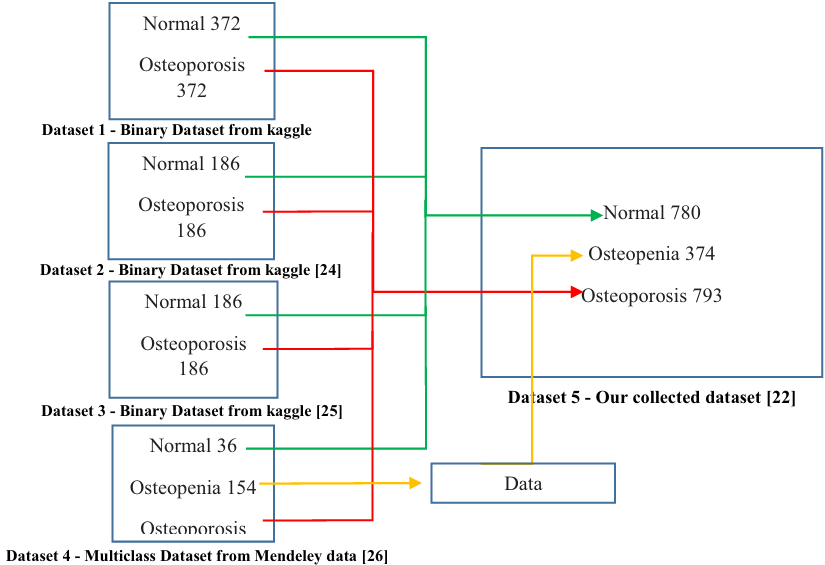 Normal 372
Osteoporosis
372
Dataset 1 - Binary Dataset from kaggle
Normal 186
Osteoporosis
186
Dataset 2 - Binary Dataset from kaggle [24]
Normal 186
Osteoporosis
186
Dataset 3 - Binary Dataset from kaggle [25]
Normal 36
Osteopenia 154
Osteoporosis
Dataset 4 - Multiclass Dataset from Mendeley data [26]
Normal 780
Osteopenia 374
Osteoporosis 793
Dataset 5 - Our collected dataset [22]
Data